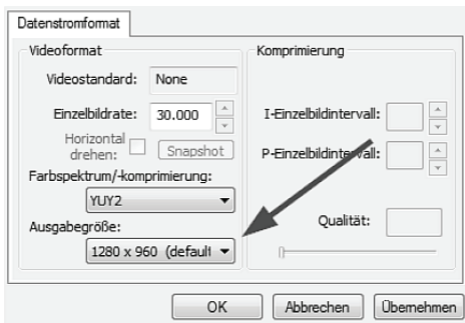 Datenstromformat
Videoformat
Videostandard: None
Einzelbildrate: 30.000
Horizontal
drehen:
Snapshot
Farbspektrum/-komprimierung:
YUY2
Ausgabegröße:
1280 x 960 (default
Komprimierung
I-Einzelbildintervall:
P-Einzelbildintervall:
Qualität:
OK Abbrechen Übernehmen